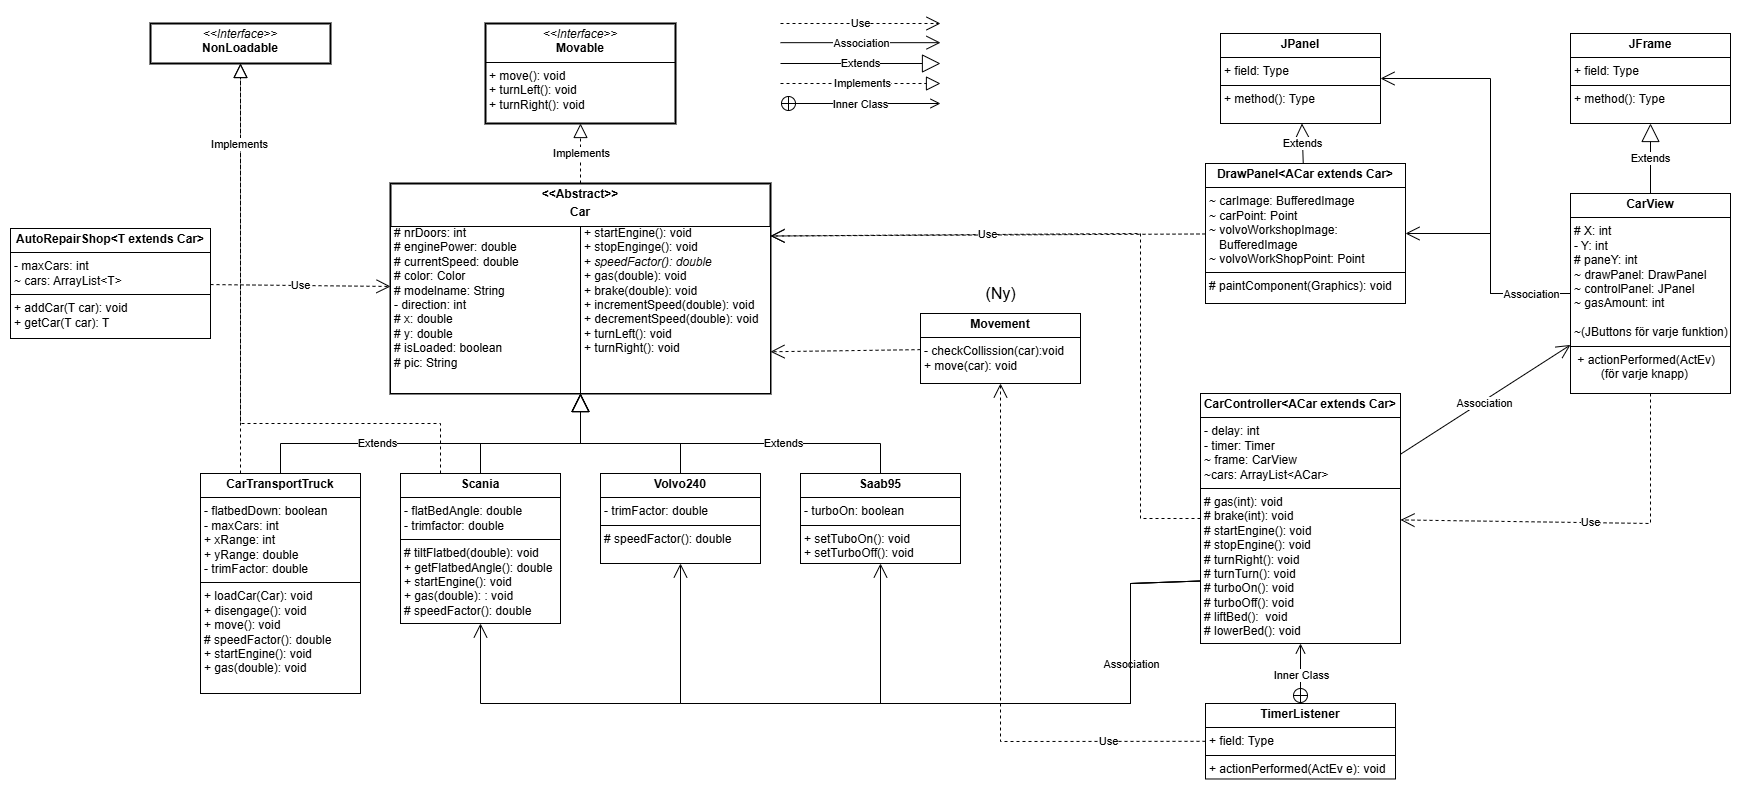 <<Interface>>
NonLoadable
<<Interface>>
Movable
+ move(): void
+ turnLeft(): void
+ turnRight(): void
Use
Association
Extends
Implements
Inner Class
JPanel
+ field: Type
+ method(): Type
JFrame
+ field: Type
+ method(): Type
Implements
Implements
Extends
Extends
<<Abstract>>
Car
# nrDoors: int
# enginePower: double
# currentSpeed: double
# color: Color
# modelname: String
- direction: int
# x: double
# y: double
# isLoaded: boolean
# pic: String
+ startEngine(): void
+ stopEnginge(): void
+ speedFactor(): double
+ gas(double): void
+ brake(double): void
+ incrementSpeed(double): void
+ decrementSpeed(double): void
+ turnLeft(): void
+ turnRight(): void
AutoRepairShop<T extends Car>
- maxCars: int
~ cars: ArrayList<T>
+ addCar(T car): void
+ getCar(T car): T
Use
Use
DrawPanel<ACar extends Car>
~ carImage: BufferedImage
~ carPoint: Point
~ volvoWorkshopImage:
BufferedImage
~ volvoWorkShopPoint: Point
# paintComponent(Graphics): void
CarView
# X: int
- Y: int
# paneY: int
~ drawPanel: DrawPanel
~ controlPanel: JPanel
~ gasAmount: int
~(JButtons för varje funktion)
+ actionPerformed(ActEv)
(för varje knapp)
Association
(Ny)
Movement
- checkCollission(car):void
+ move(car): void
Association
CarController<ACar extends Car>
- delay: int
- timer: Timer
~ frame: CarView
~cars: ArrayList<ACar>
# gas(int): void
# brake(int): void
# startEngine(): void
# stopEngine(): void
# turnRight(): void
# turnTurn(): void
# turboOn(): void
# turboOff(): void
# liftBed():  void
# lowerBed(): void
Use
Extends
Extends
CarTransportTruck
- flatbedDown: boolean
- maxCars: int
+ xRange: int
+ yRange: double
- trimFactor: double
+ loadCar(Car): void
+ disengage(): void
+ move(): void
# speedFactor(): double
+ startEngine(): void
+ gas(double): void
Scania
- flatBedAngle: double
- trimfactor: double
# tiltFlatbed(double): void
+ getFlatbedAngle(): double
+ startEngine(): void
+ gas(double): : void
# speedFactor(): double
Volvo240
- trimFactor: double
# speedFactor(): double
Saab95
- turboOn: boolean
+ setTuboOn(): void
+ setTurboOff(): void
Association
Inner Class
TimerListener
+ field: Type
+ actionPerformed(ActEv e): void
Use